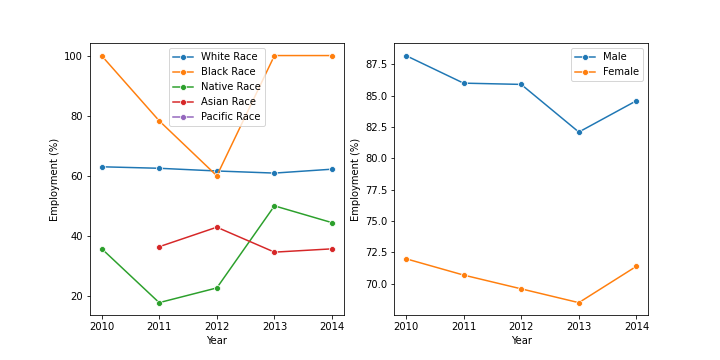 100
80
60
40
20
Employment (%)
2010 2011 2012 2013 2014
Year
White Race
Black Race
Native Race
Asian Race
Pacific Race
87.5
85.0
82.5
80.0
77.5
75.0
72.5
70.0
Employment (%)
2010 2011 2012 2013 2014
Year
Male
Female